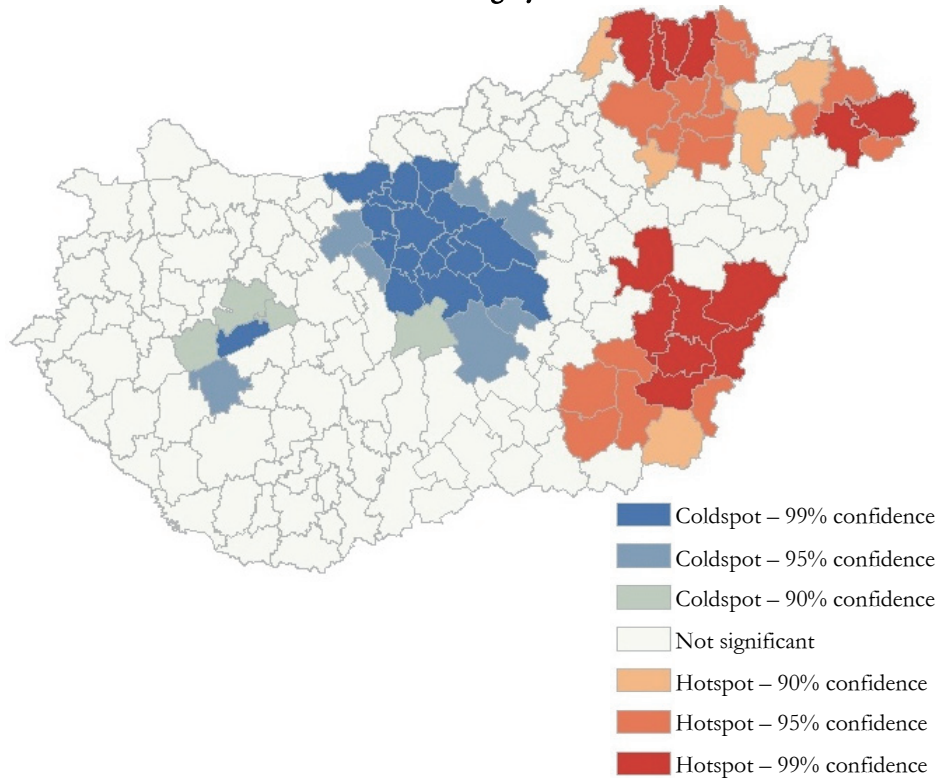 Coldspot – 99% confidence
Coldspot – 95% confidence
Coldspot – 90% confidence
Not significant
Hotspot – 90% confidence
Hotspot – 95% confidence
Hotspot – 99% confidence